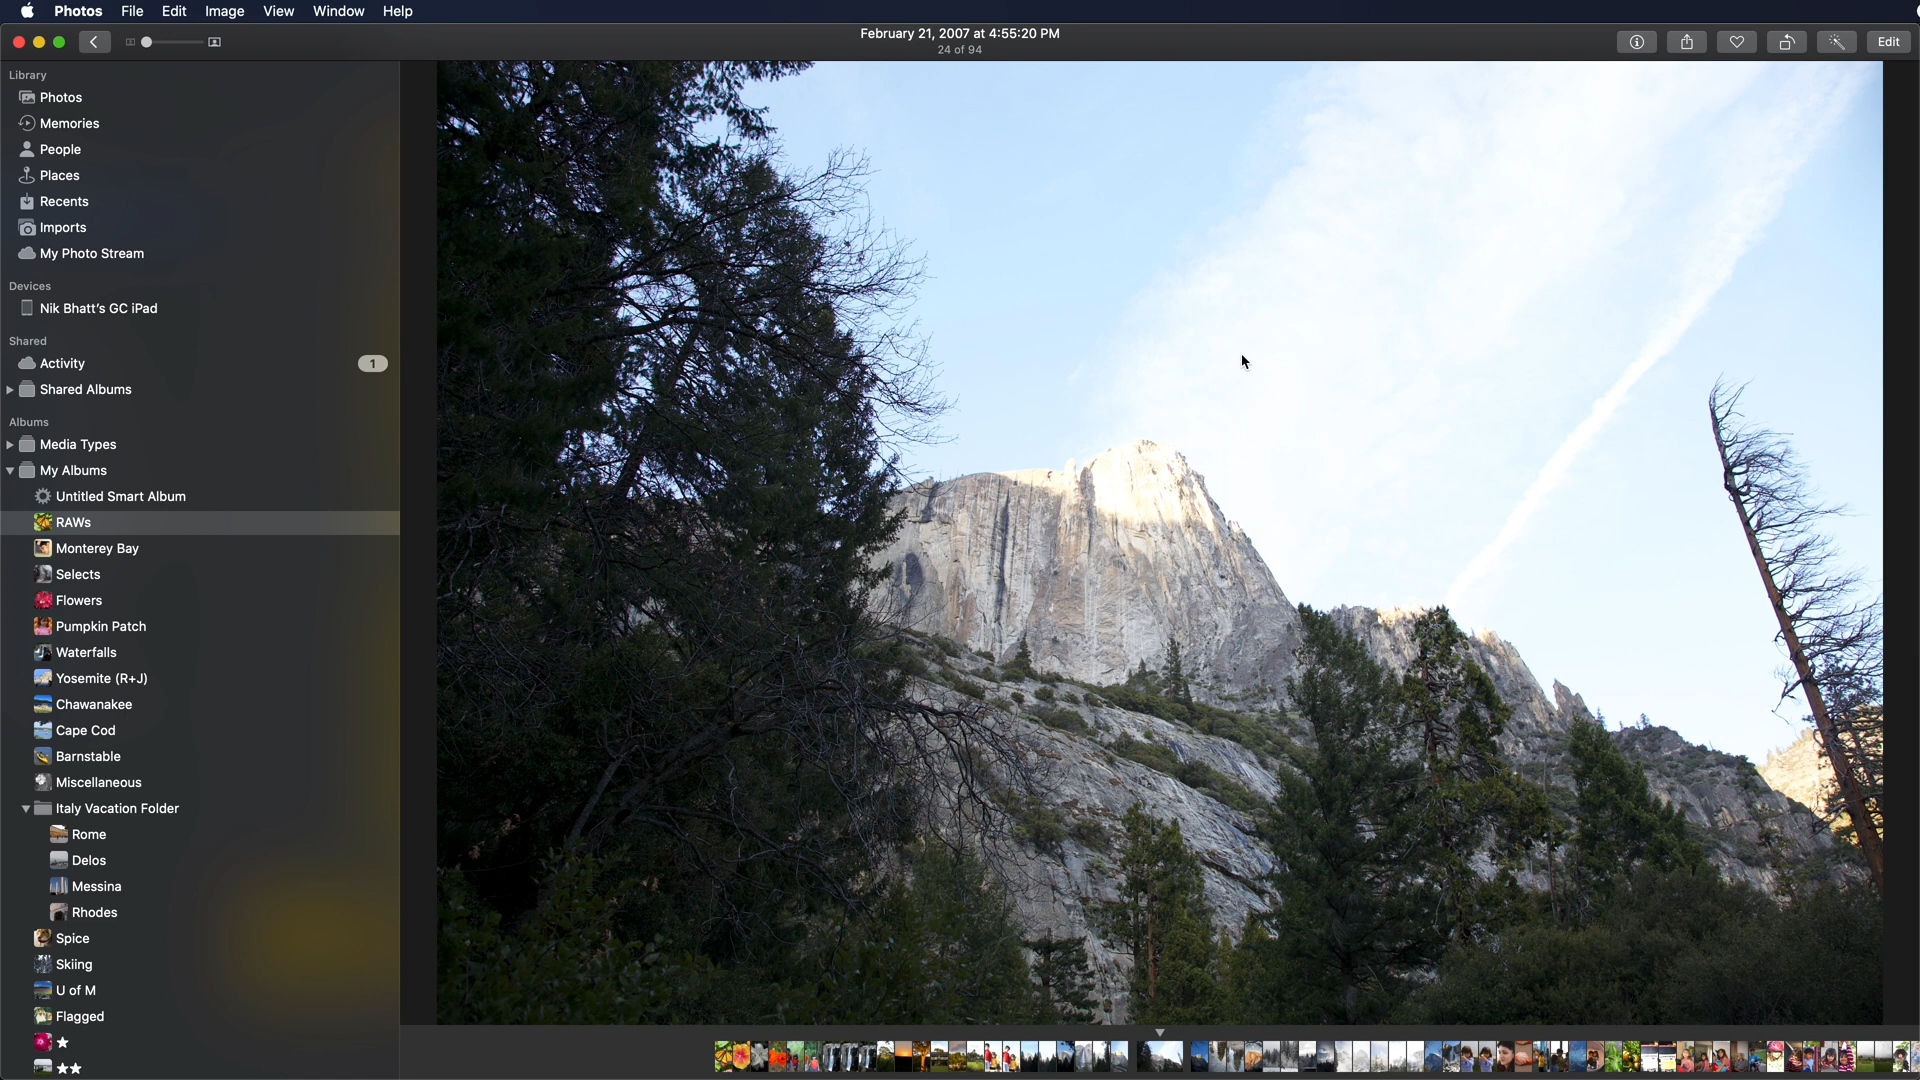 Photos File Edit Image View Window Help
February 21, 2007 at 4:55:20 PM
24 of 94
Edit
Library
Photos
Memories
People
Places
Recents
Imports
My Photo Stream
Devices
Nik Bhatt's GC iPad
Shared
Activity 1
Shared Albums
Albums
Media Types
My Albums
Untitled Smart Album
RAWs
Monterey Bay
Selects
Flowers
Pumpkin Patch
Waterfalls
Yosemite (R+J)
Chawanakee
Cape Cod
Barnstable
Miscellaneous
Italy Vacation Folder
Rome
Delos
Messina
Rhodes
Spice
Skiing
U of M
Flagged
★
★★